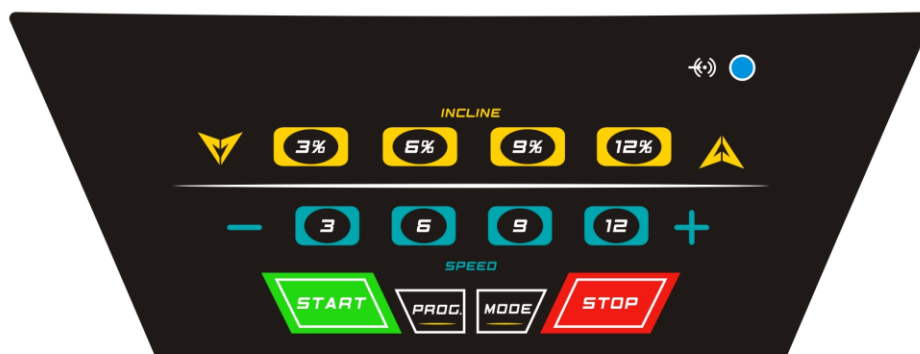 INCLINE
3% 6% 9% 12%
- 3 6 9 12 +
SPEED
START PROG. MODE STOP